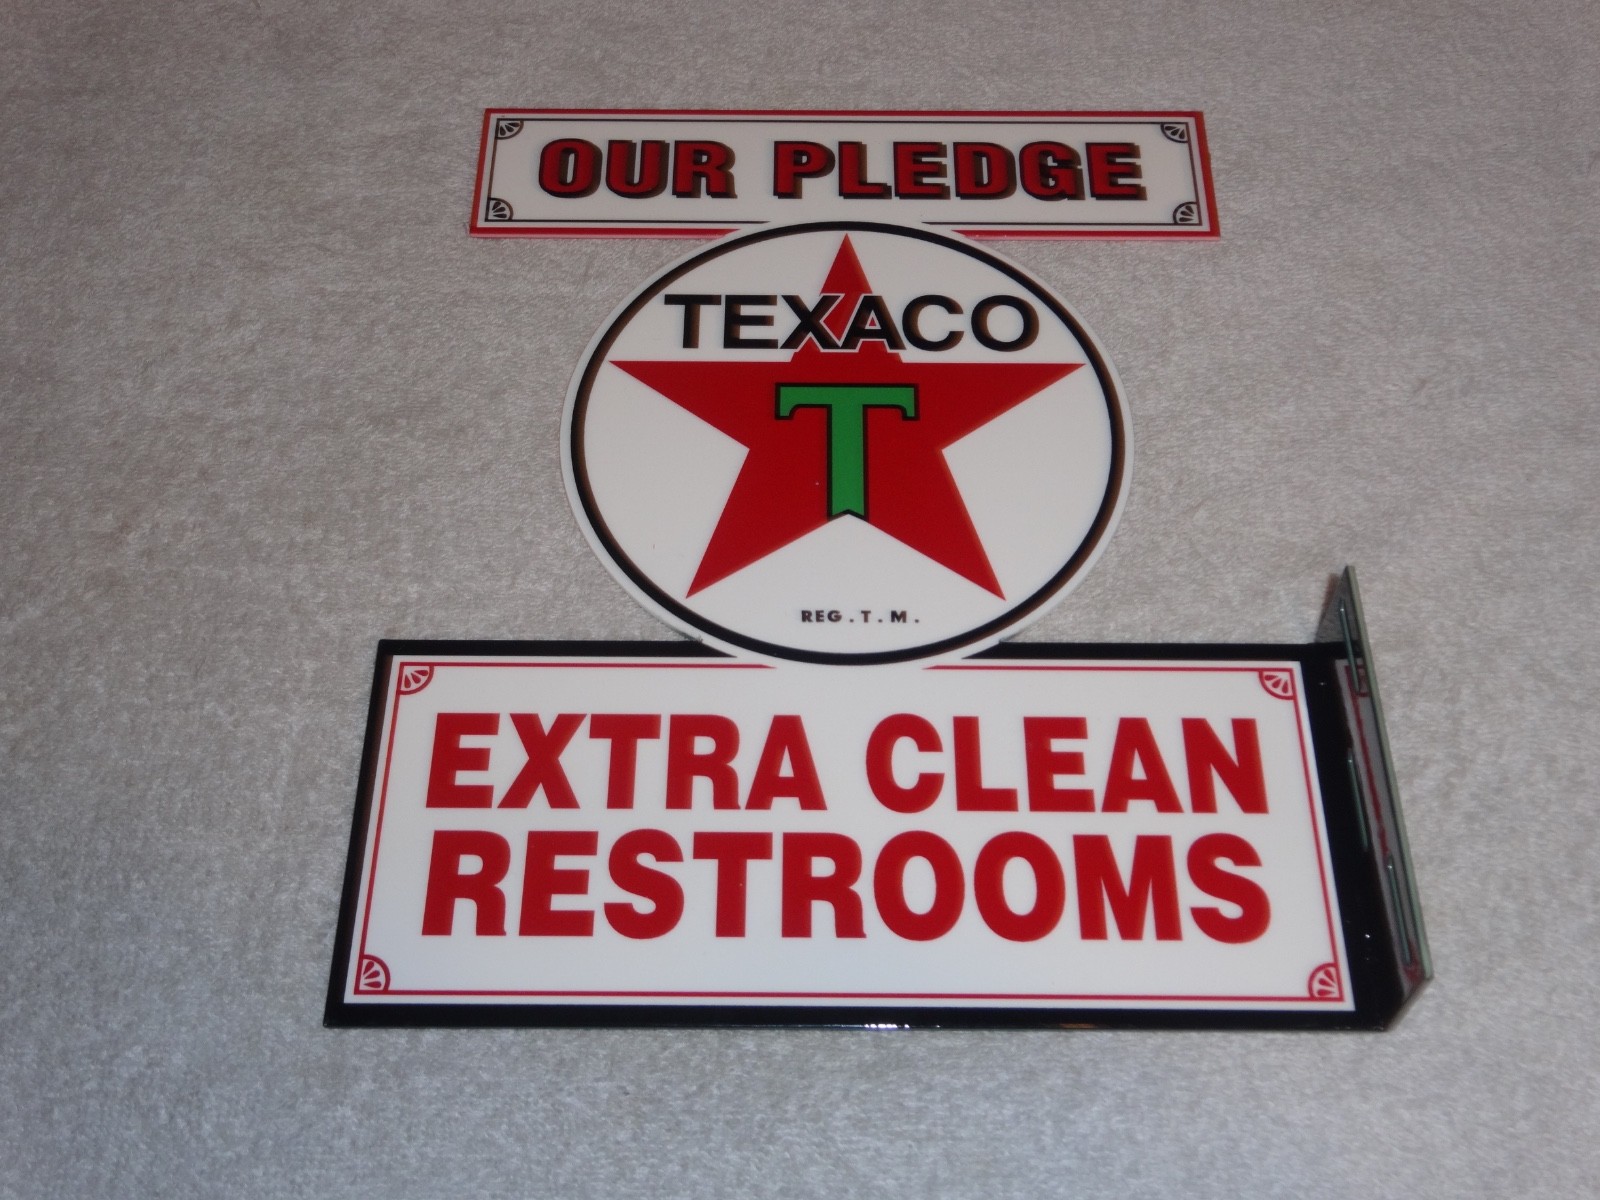 OUR PLEDGE
TEXACO
T
REG. T. M.
EXTRA CLEAN
RESTROOMS